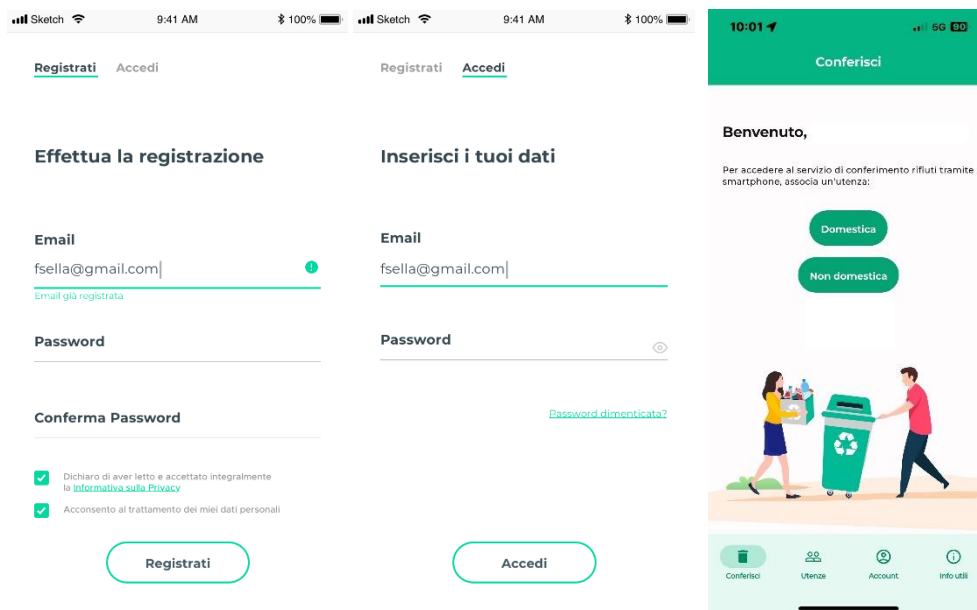 Sketch 9:41 AM 100%
Registrati Accedi
Effettua la registrazione
Email
fsella@gmail.com
Email già registrata
Password
Conferma Password
Dichiaro di aver letto e accettato integralmente
la Informativa sulla Privacy
Acconsento al trattamento dei miei dati personali
Registrati
Sketch 9:41 AM 100%
Registrati Accedi
Inserisci i tuoi dati
Email
fsella@gmail.com
Password
Password dimenticata?
Accedi
10:01 5G 90
Conferisci
Benvenuto,
Per accedere al servizio di conferimento rifiuti tramite
smartphone, associa un'utenza:
Domestica
Non domestica
Conferisci Utenze Account Info utili